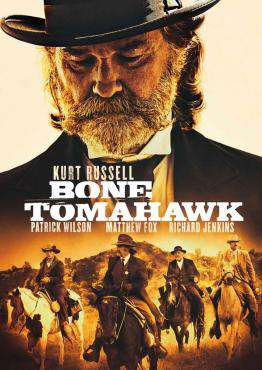 KURT RUSSELL
BONE
TOMAHAWK
PATRICK WILSON MATTHEW FOX RICHARD JENKINS